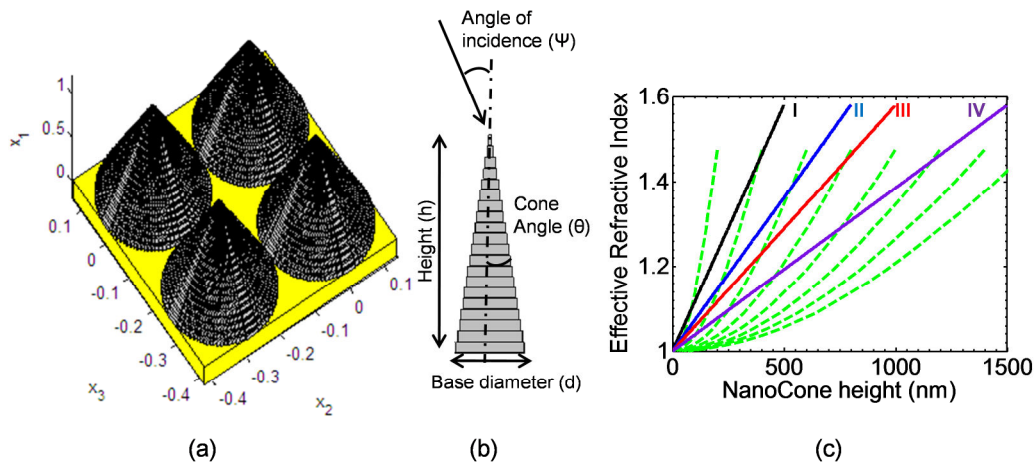 x1
1
0.5
0
0.1
0
-0.1
-0.2
-0.3
-0.4
x3
-0.4
-0.3
-0.2
-0.1
0
0.1
x2
(a)
Angle of
incidence (Ψ)
Height (h)
Cone
Angle (θ)
Base diameter (d)
(b)
Effective Refractive Index
1.6
1.4
1.2
1
I
II
III
IV
0
500
1000
1500
NanoCone height (nm)
(c)